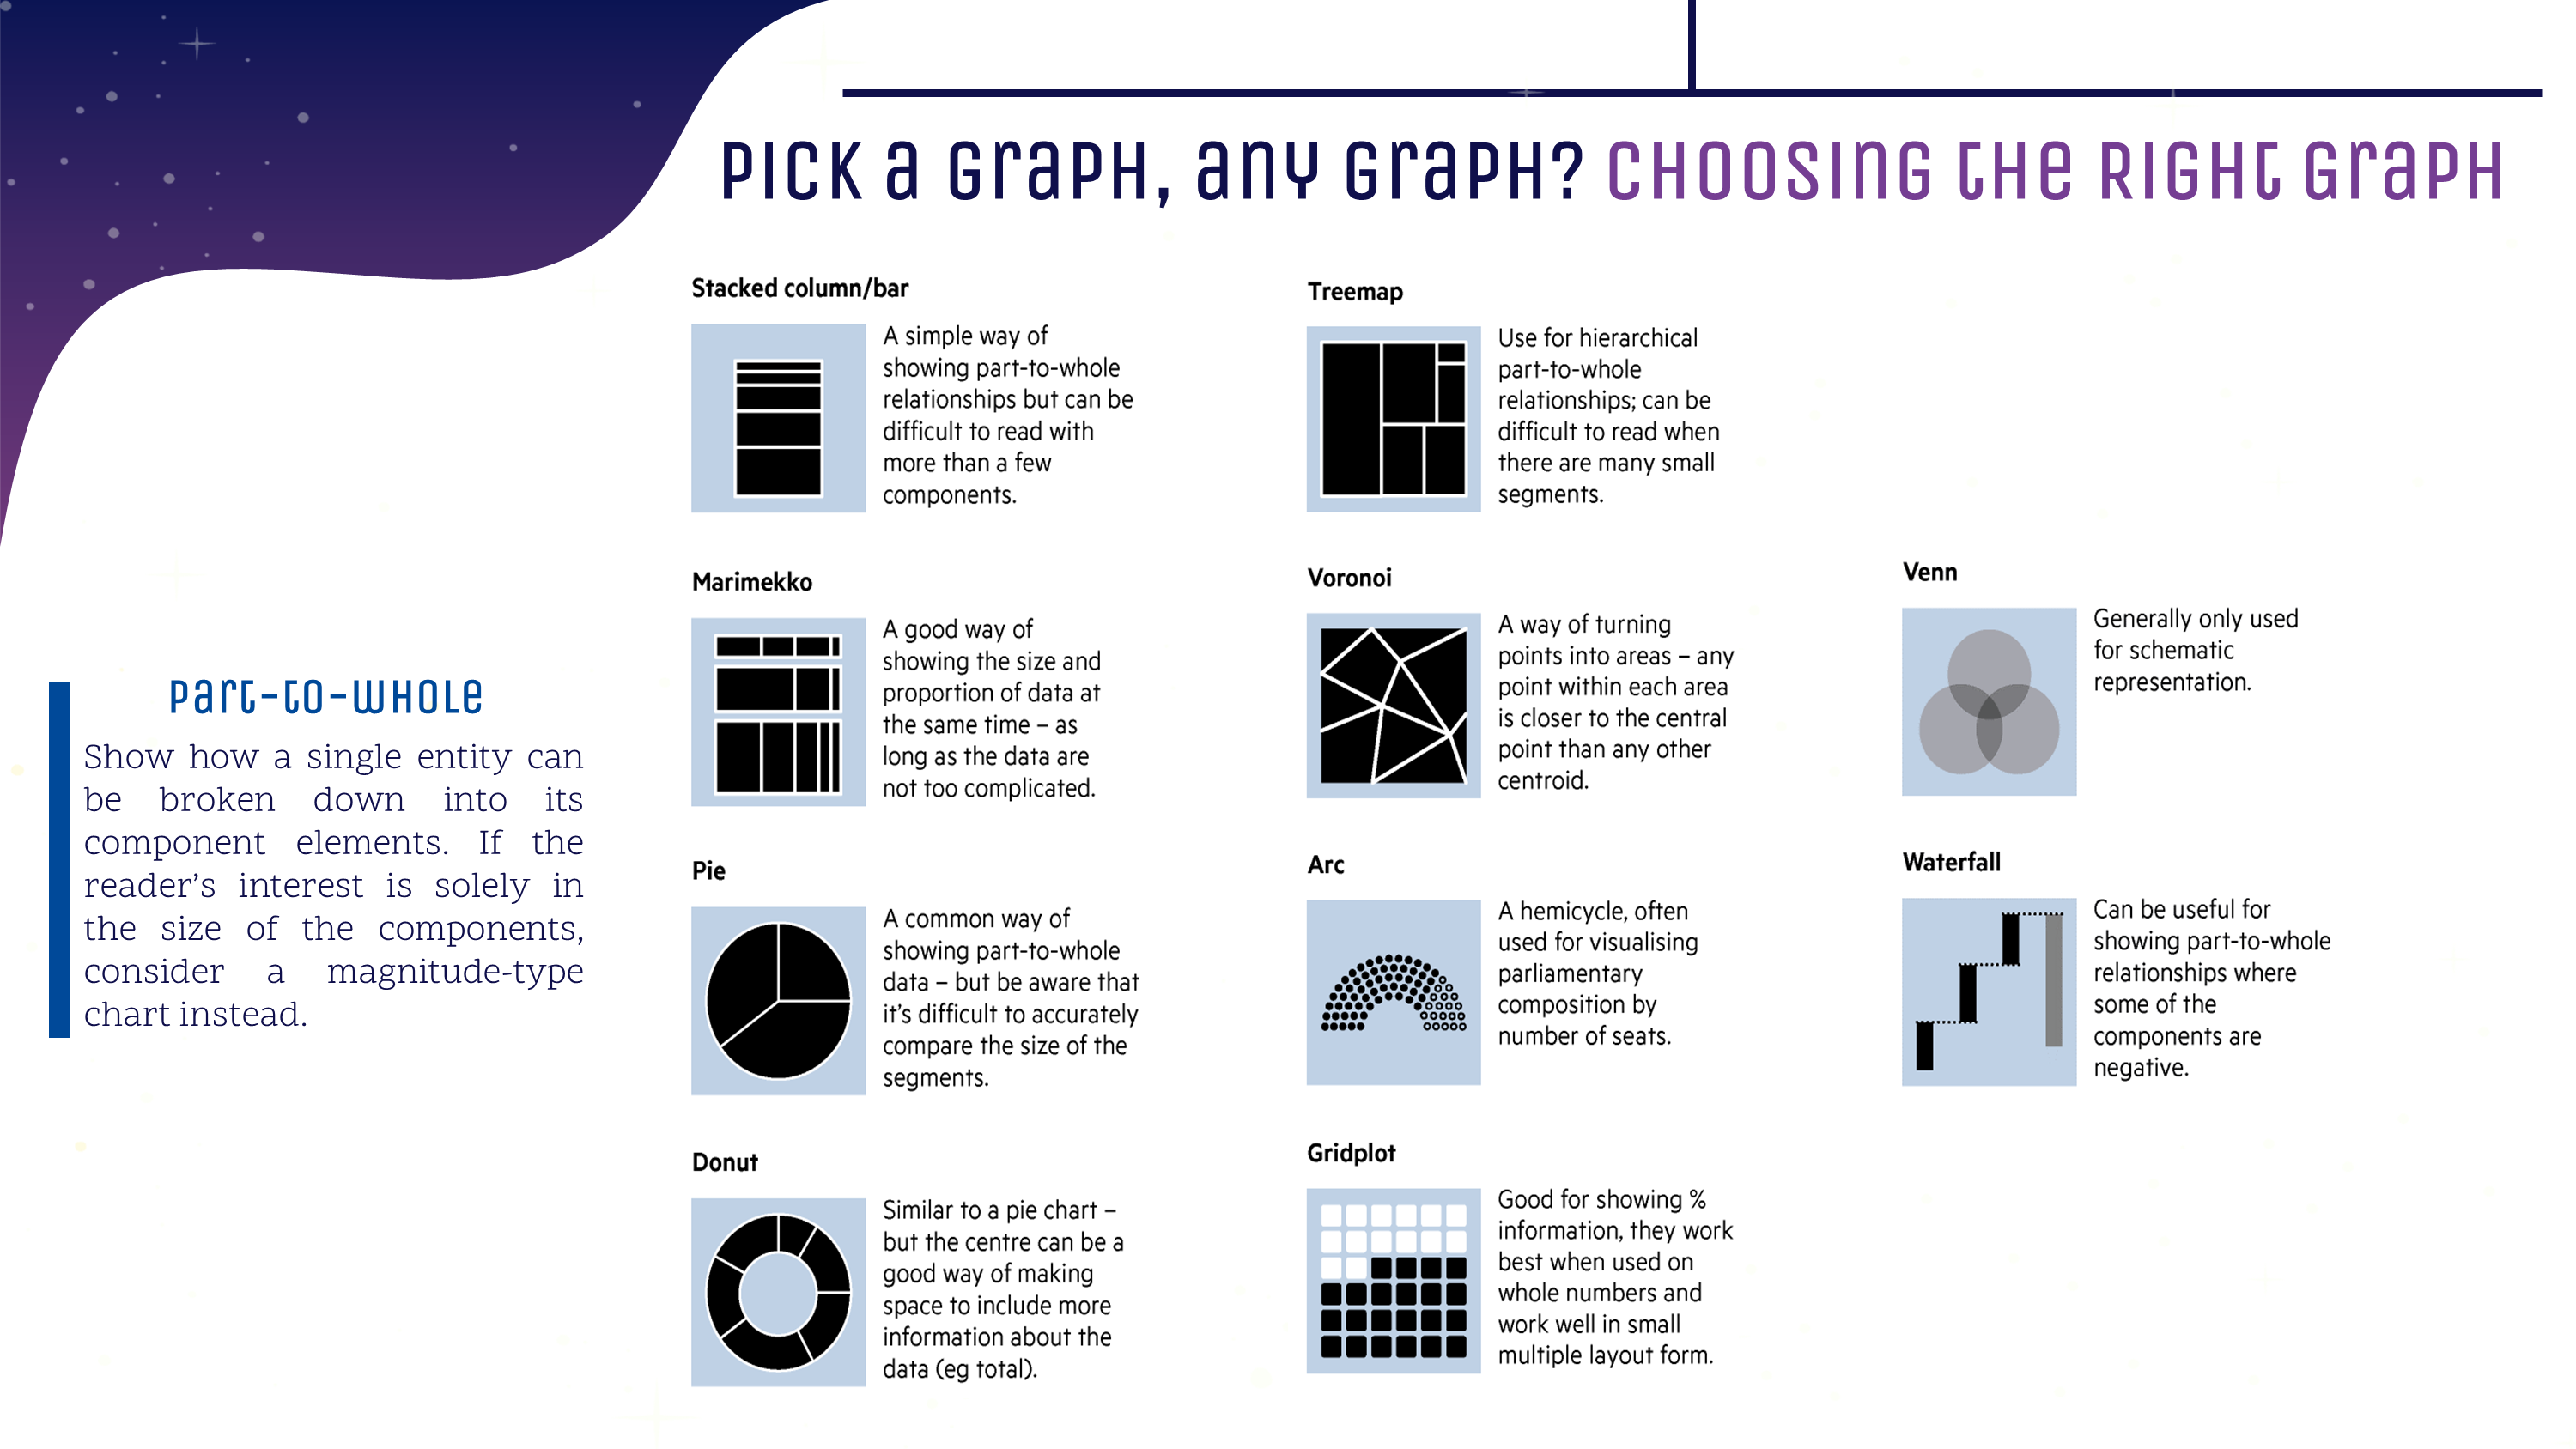 PICK a GraPH, any GraPH? CHOOSING tHe RIGHt GraPH
Part-to-WHOLe
Show how a single entity can
be broken down into its
component elements. If the
reader’s interest is solely in
the size of the components,
consider a magnitude-type
chart instead.
Stacked column/bar
A simple way of
showing part-to-whole
relationships but can be
difficult to read with
more than a few
components.
Marimekko
A good way of
showing the size and
proportion of data at
the same time – as
long as the data are
not too complicated.
Pie
A common way of
showing part-to-whole
data – but be aware that
it’s difficult to accurately
compare the size of the
segments.
Donut
Similar to a pie chart –
but the centre can be a
good way of making
space to include more
information about the
data (eg total).
Treemap
Use for hierarchical
part-to-whole
relationships; can be
difficult to read when
there are many small
segments.
Voronoi
A way of turning
points into areas – any
point within each area
is closer to the central
point than any other
centroid.
Arc
A hemicycle, often
used for visualising
parliamentary
composition by
number of seats.
Gridplot
Good for showing %
information, they work
best when used on
whole numbers and
work well in small
multiple layout form.
Venn
Generally only used
for schematic
representation.
Waterfall
Can be useful for
showing part-to-whole
relationships where
some of the
components are
negative.